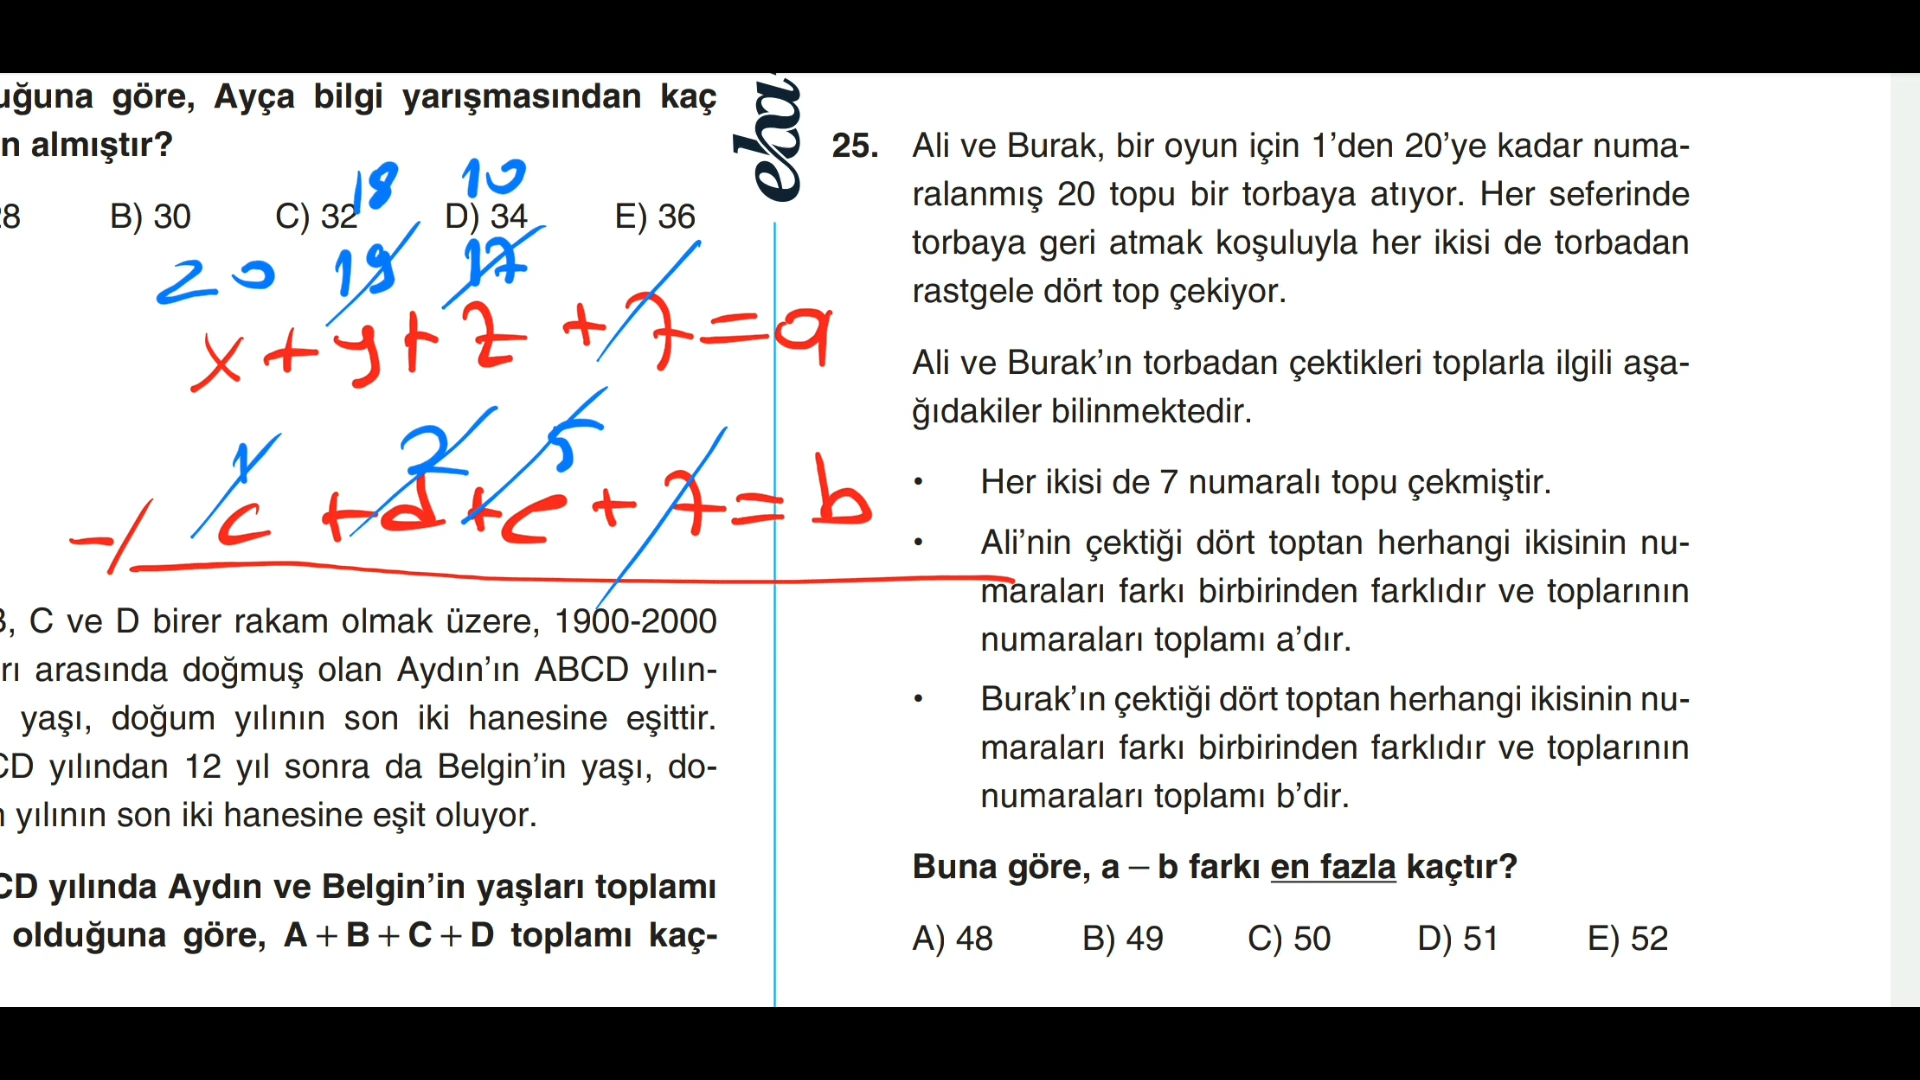 uğuna göre, Ayça bilgi yarışmasından kaç
n almıştır?
28 B) 30 C) 32 D) 34 E) 36
18 10
20 19 17
x + y + z + 7 = a
1 2 5
c + d + e + 7 = b
-/
B, C ve D birer rakam olmak üzere, 1900-2000
rı arasında doğmuş olan Aydın’ın ABCD yılın-
yaşı, doğum yılının son iki hanesine eşittir.
CD yılından 12 yıl sonra da Belgin’in yaşı, do-
n yılının son iki hanesine eşit oluyor.
CD yılında Aydın ve Belgin’in yaşları toplamı
olduğuna göre, A + B + C + D toplamı kaç-
eba
25. Ali ve Burak, bir oyun için 1’den 20’ye kadar numa-
ralanmış 20 topu bir torbaya atıyor. Her seferinde
torbaya geri atmak koşuluyla her ikisi de torbadan
rastgele dört top çekiyor.
Ali ve Burak’ın torbadan çektikleri toplarla ilgili aşa-
ğıdakiler bilinmektedir.
• Her ikisi de 7 numaralı topu çekmiştir.
• Ali’nin çektiği dört toptan herhangi ikisinin nu-
maraları farkı birbirinden farklıdır ve toplarının
numaraları toplamı a’dır.
• Burak’ın çektiği dört toptan herhangi ikisinin nu-
maraları farkı birbirinden farklıdır ve toplarının
numaraları toplamı b’dir.
Buna göre, a – b farkı en fazla kaçtır?
A) 48 B) 49 C) 50 D) 51 E) 52